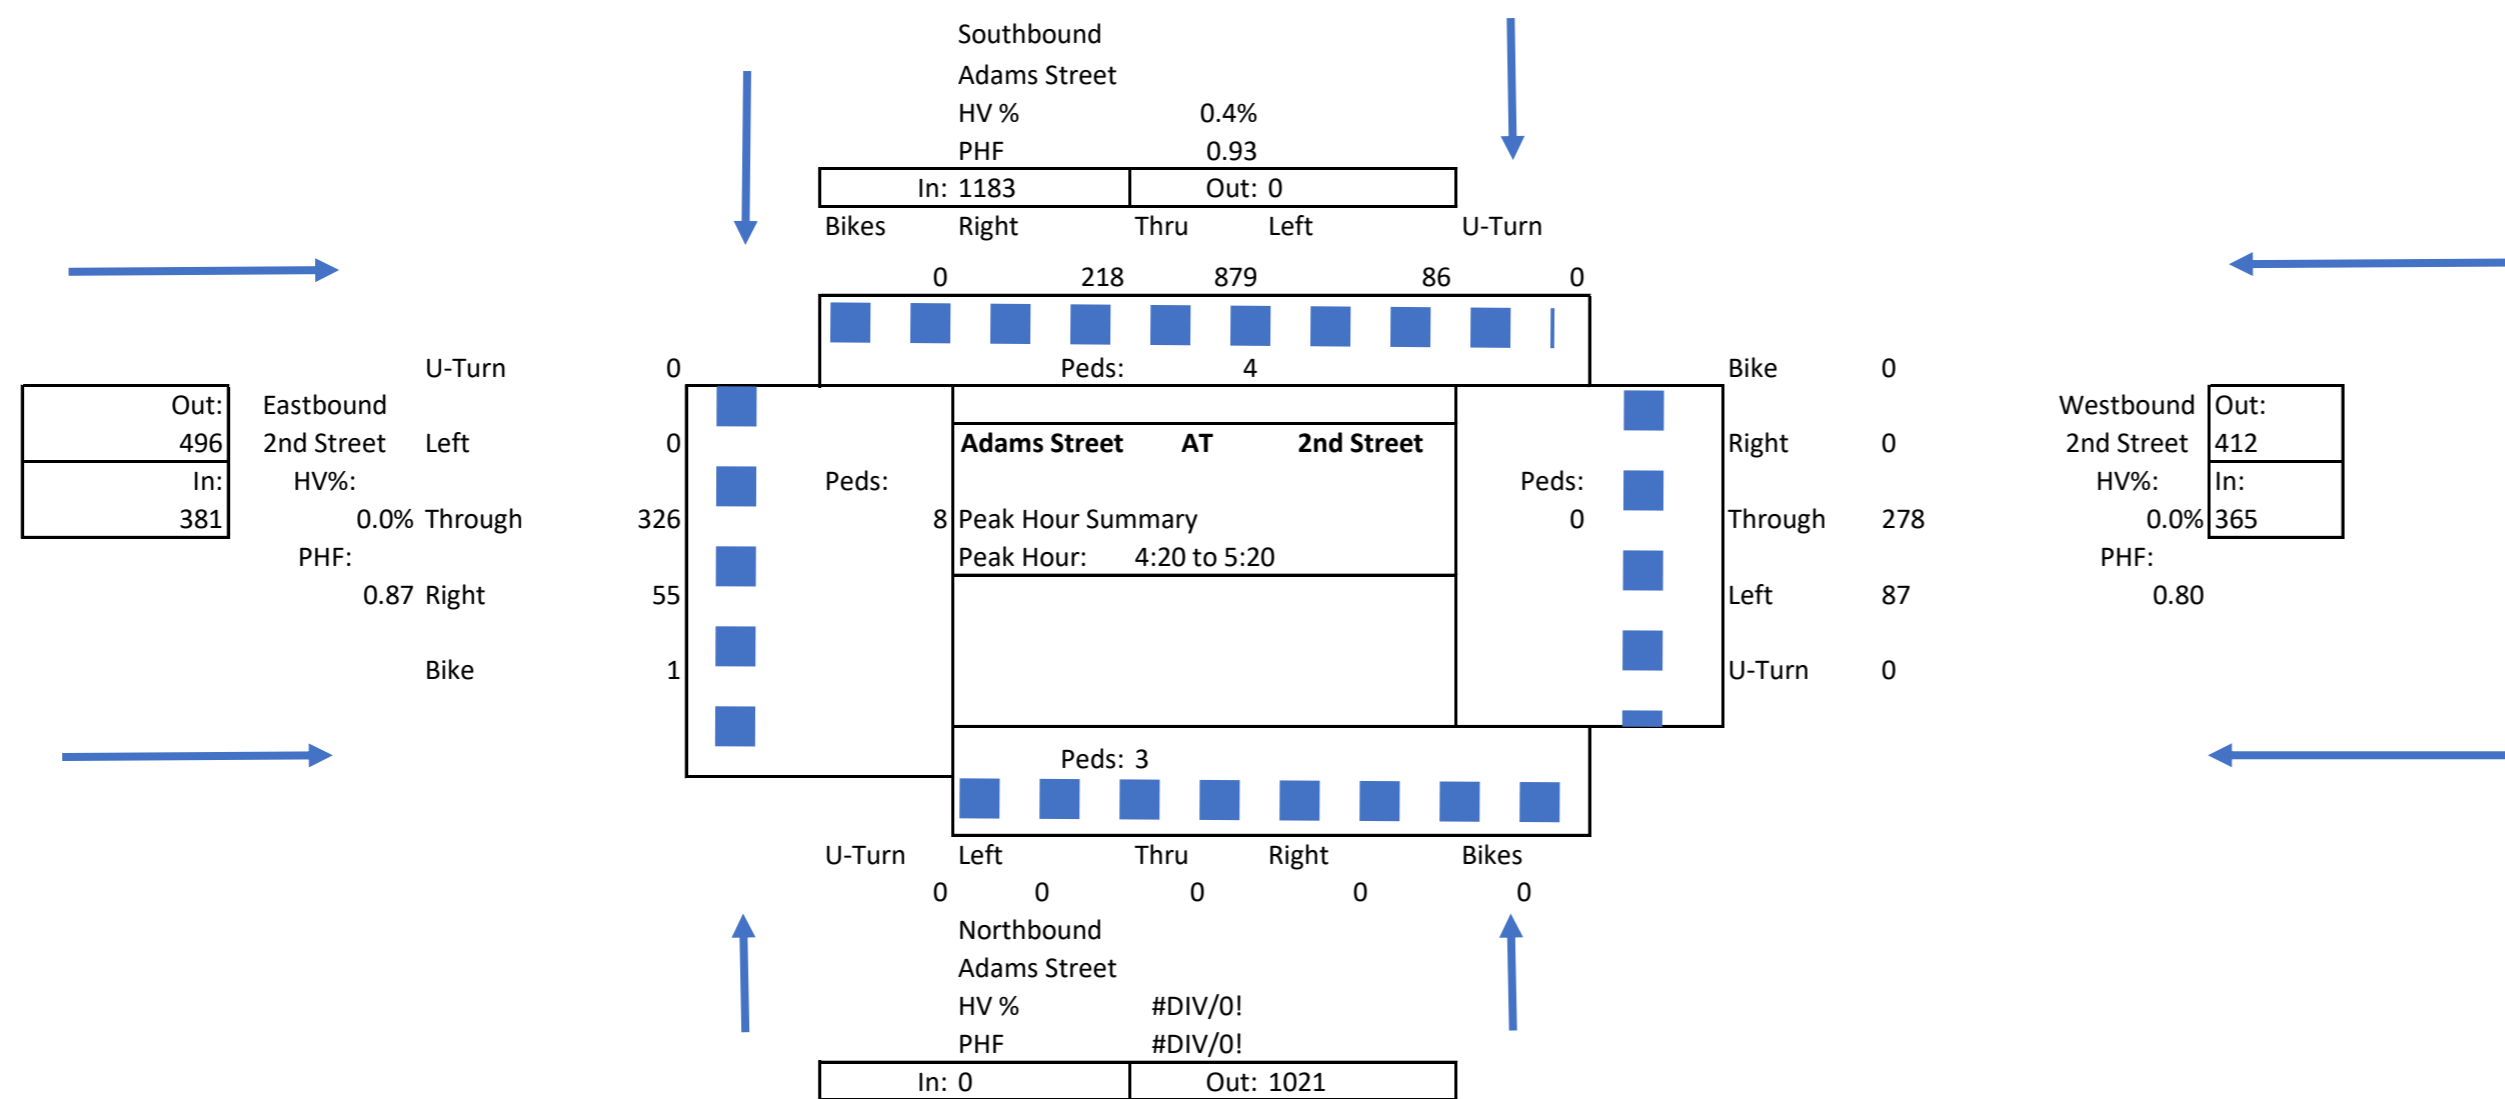 Southbound
Adams Street
HV % 0.4%
PHF 0.93
In: 1183 Out: 0
Bikes Right Thru Left U-Turn
0 218 879 86 0
U-Turn 0 Peds: 4 Bike 0
Out: Eastbound Westbound Out:
496 2nd Street Left 0 Adams Street AT 2nd Street Right 0 2nd Street 412
In: HV%: Peds: Peds: HV%: In:
381 0.0% Through 326 8 Peak Hour Summary 0 Through 278 0.0% 365
PHF: Peak Hour: 4:20 to 5:20 PHF:
0.87 Right 55 Left 87 0.80
Bike 1 U-Turn 0
Peds: 3
U-Turn Left Thru Right Bikes
0 0 0 0 0
Northbound
Adams Street
HV % #DIV/0!
PHF #DIV/0!
In: 0 Out: 1021